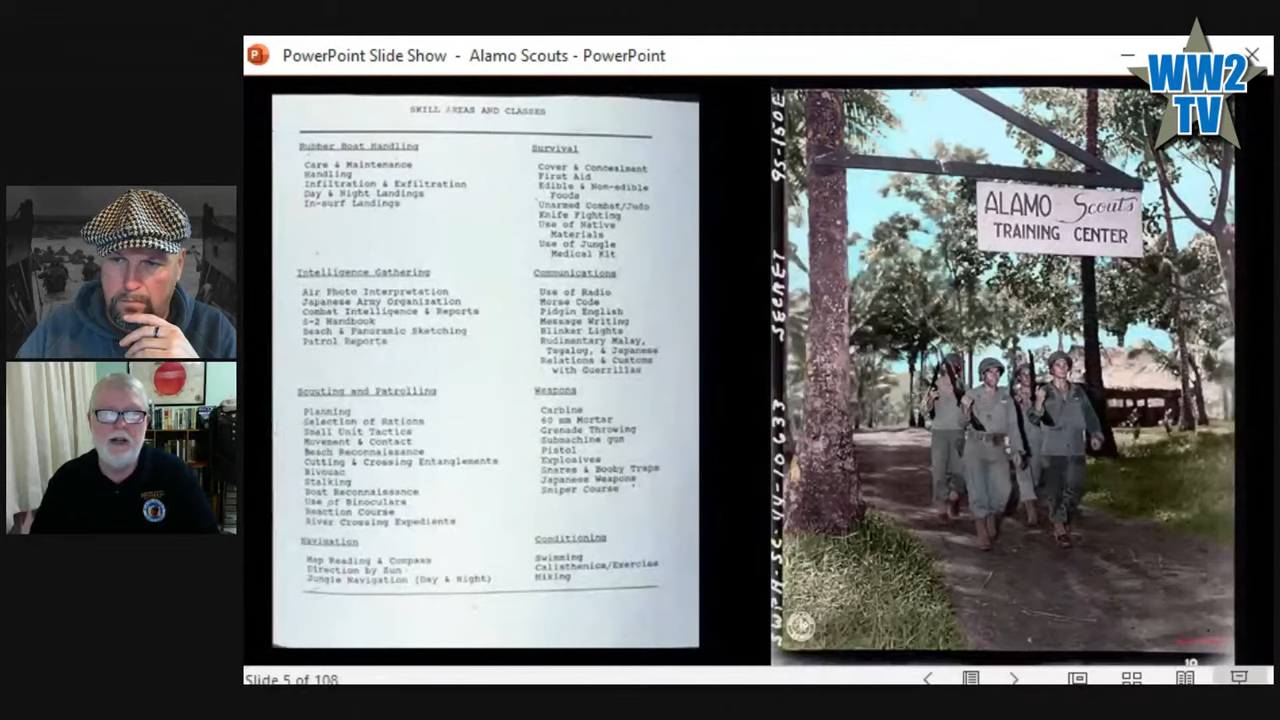 PowerPoint Slide Show - Alamo Scouts - PowerPoint
WW2
TV
SKILL AREAS AND CLASSES
Rubber Boat Handling
Care & Maintenance
Handling
Infiltration & Exfiltration
Day & Night Landings
In-surf Landings
Survival
Cover & Concealment
First Aid
Edible & Non-edible
Foods
Unarmed Combat/Judo
Knife Fighting
Use of Native
Materials
Use of Jungle
Medical Kit
Intelligence Gathering
Air Photo Interpretation
Japanese Army Organization
Combat Intelligence & Reports
S-2 Handbook
Beach & Panoramic Sketching
Patrol Reports
Communications
Use of Radio
Morse Code
Pidgin English
Message Writing
Blinker Lights
Rudimentary Malay,
Tagalog, & Japanese
Relations & Customs
with Guerrillas
Scouting and Patrolling
Planning
Selection of Rations
Small Unit Tactics
Movement & Contact
Beach Reconnaissance
Cutting & Crossing Entanglements
Bivouac
Stalking
Boat Reconnaissance
Use of Binoculars
Reaction Course
River Crossing Expedients
Weapons
Carbine
60 mm Mortar
Grenade Throwing
Submachine gun
Pistol
Explosives
Snares & Booby Traps
Japanese Weapons
Sniper Course
Navigation
Map Reading & Compass
Direction by Sun
Jungle Navigation (Day & Night)
Conditioning
Swimming
Calisthenics/Exercise
Hiking
ALAMO Scouts
TRAINING CENTER
SWPA-SC-44-10633 SECRET
Slide 5 of 108